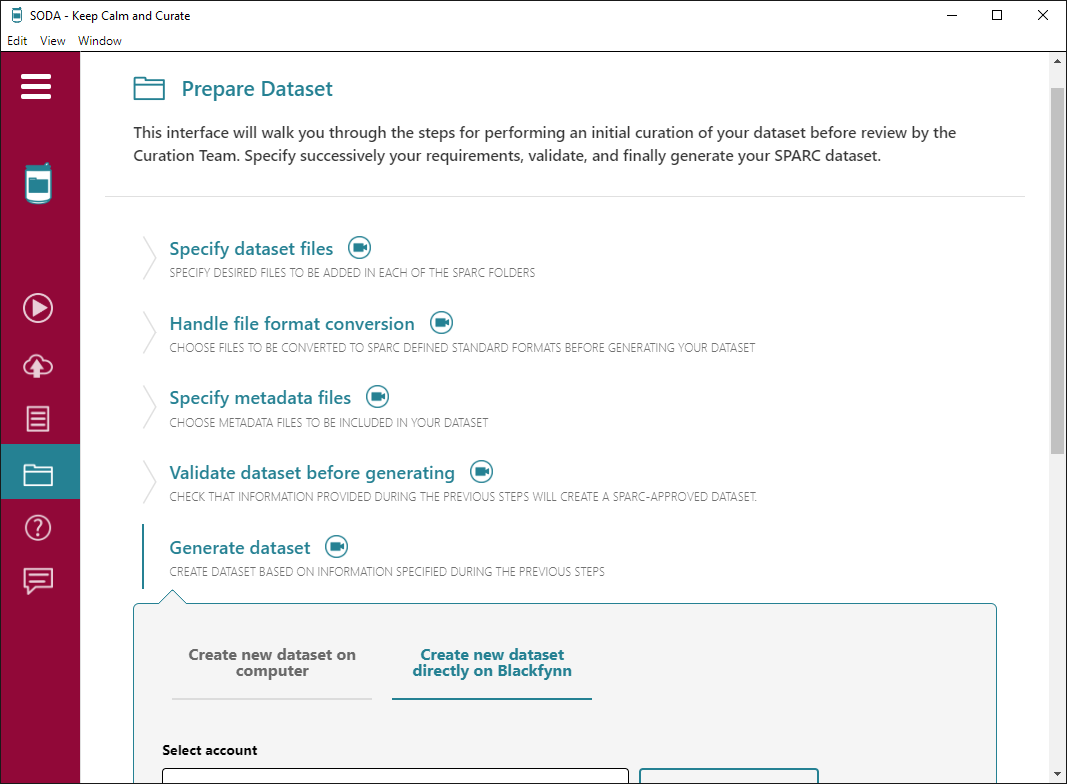 SODA - Keep Calm and Curate
Edit View Window
Prepare Dataset
This interface will walk you through the steps for performing an initial curation of your dataset before review by the
Curation Team. Specify successively your requirements, validate, and finally generate your SPARC dataset.
Specify dataset files
SPECIFY DESIRED FILES TO BE ADDED IN EACH OF THE SPARC FOLDERS
Handle file format conversion
CHOOSE FILES TO BE CONVERTED TO SPARC DEFINED STANDARD FORMATS BEFORE GENERATING YOUR DATASET
Specify metadata files
CHOOSE METADATA FILES TO BE INCLUDED IN YOUR DATASET
Validate dataset before generating
CHECK THAT INFORMATION PROVIDED DURING THE PREVIOUS STEPS WILL CREATE A SPARC-APPROVED DATASET.
Generate dataset
CREATE DATASET BASED ON INFORMATION SPECIFIED DURING THE PREVIOUS STEPS
Create new dataset on
computer
Create new dataset
directly on Blackfynn
Select account